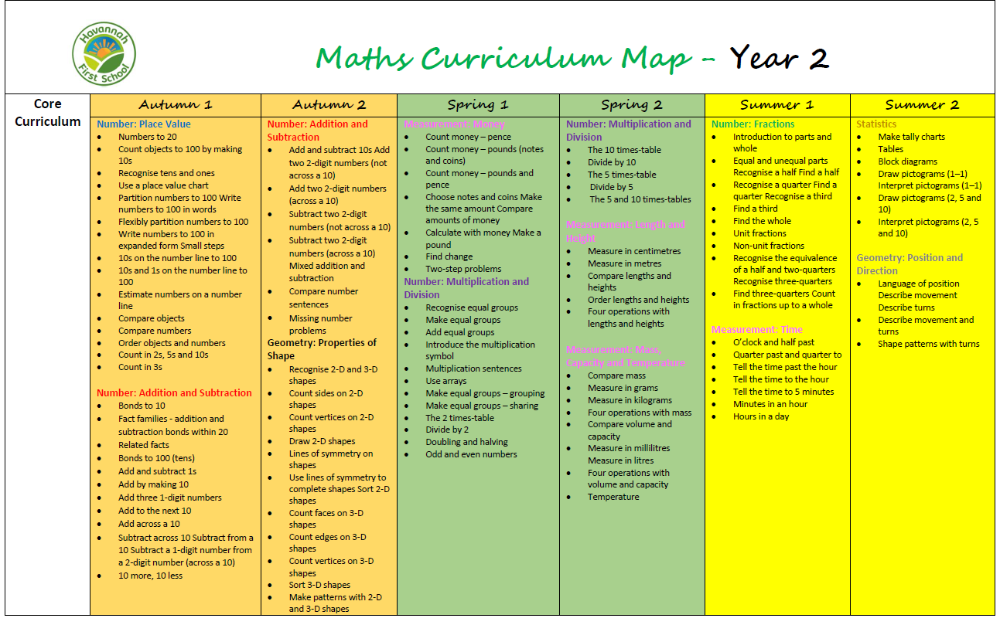 Havannah
First School
Maths Curriculum Map - Year 2
Core
Curriculum
Autumn 1
Number: Place Value
• Numbers to 20
• Count objects to 100 by making
10s
• Recognise tens and ones
• Use a place value chart
• Partition numbers to 100 Write
numbers to 100 in words
• Flexibly partition numbers to 100
• Write numbers to 100 in
expanded form Small steps
• 10s on the number line to 100
• 10s and 1s on the number line to
100
• Estimate numbers on a number
line
• Compare objects
• Compare numbers
• Order objects and numbers
• Count in 2s, 5s and 10s
• Count in 3s
Number: Addition and Subtraction
• Bonds to 10
• Fact families - addition and
subtraction bonds within 20
• Related facts
• Bonds to 100 (tens)
• Add and subtract 1s
• Add by making 10
• Add three 1-digit numbers
• Add to the next 10
• Add across a 10
• Subtract across 10 Subtract from a
10 Subtract a 1-digit number from
a 2-digit number (across a 10)
• 10 more, 10 less
Autumn 2
Number: Addition and
Subtraction
• Add and subtract 10s Add
two 2-digit numbers (not
across a 10)
• Add two 2-digit numbers
(across a 10)
• Subtract two 2-digit
numbers (not across a 10)
• Subtract two 2-digit
numbers (across a 10)
Mixed addition and
subtraction
• Compare number
sentences
• Missing number
problems
Geometry: Properties of
Shape
• Recognise 2-D and 3-D
shapes
• Count sides on 2-D
shapes
• Count vertices on 2-D
shapes
• Draw 2-D shapes
• Lines of symmetry on
shapes
• Use lines of symmetry to
complete shapes Sort 2-D
shapes
• Count faces on 3-D
shapes
• Count edges on 3-D
shapes
• Count vertices on 3-D
shapes
• Sort 3-D shapes
• Make patterns with 2-D
and 3-D shapes
Spring 1
Measurement: Money
• Count money – pence
• Count money – pounds (notes
and coins)
• Count money – pounds and
pence
• Choose notes and coins Make
the same amount Compare
amounts of money
• Calculate with money Make a
pound
• Find change
• Two-step problems
Number: Multiplication and
Division
• Recognise equal groups
• Make equal groups
• Add equal groups
• Introduce the multiplication
symbol
• Multiplication sentences
• Use arrays
• Make equal groups – grouping
• Make equal groups – sharing
• The 2 times-table
• Divide by 2
• Doubling and halving
• Odd and even numbers
Spring 2
Number: Multiplication and
Division
• The 10 times-table
• Divide by 10
• The 5 times-table
• Divide by 5
• The 5 and 10 times-tables
Measurement: Length and
Height
• Measure in centimetres
• Measure in metres
• Compare lengths and
heights
• Order lengths and heights
• Four operations with
lengths and heights
Measurement: Mass,
Capacity and Temperature
• Compare mass
• Measure in grams
• Measure in kilograms
• Four operations with mass
• Compare volume and
capacity
• Measure in millilitres
Measure in litres
• Four operations with
volume and capacity
• Temperature
Summer 1
Number: Fractions
• Introduction to parts and
whole
• Equal and unequal parts
Recognise a half Find a half
• Recognise a quarter Find a
quarter Recognise a third
• Find a third
• Find the whole
• Unit fractions
• Non-unit fractions
• Recognise the equivalence
of a half and two-quarters
Recognise three-quarters
• Find three-quarters Count
in fractions up to a whole
Measurement: Time
• O'clock and half past
• Quarter past and quarter to
• Tell the time past the hour
• Tell the time to the hour
• Tell the time to 5 minutes
• Minutes in an hour
• Hours in a day
Summer 2
Statistics
• Make tally charts
• Tables
• Block diagrams
• Draw pictograms (1–1)
Interpret pictograms (1–1)
• Draw pictograms (2, 5 and
10)
• Interpret pictograms (2, 5
and 10)
Geometry: Position and
Direction
• Language of position
Describe movement
Describe turns
• Describe movement and
turns
• Shape patterns with turns